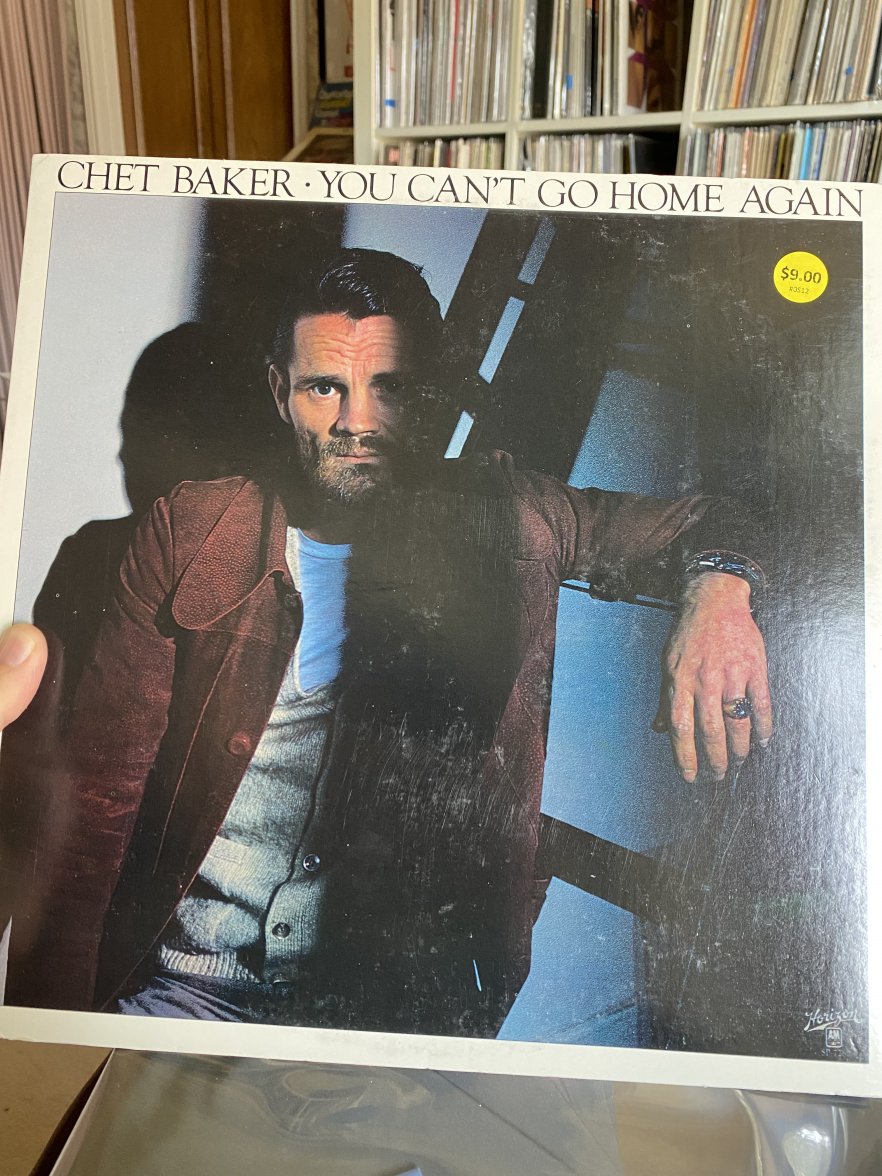 CHET BAKER · YOU CAN'T GO HOME AGAIN
$9.00
Horizon
A&M